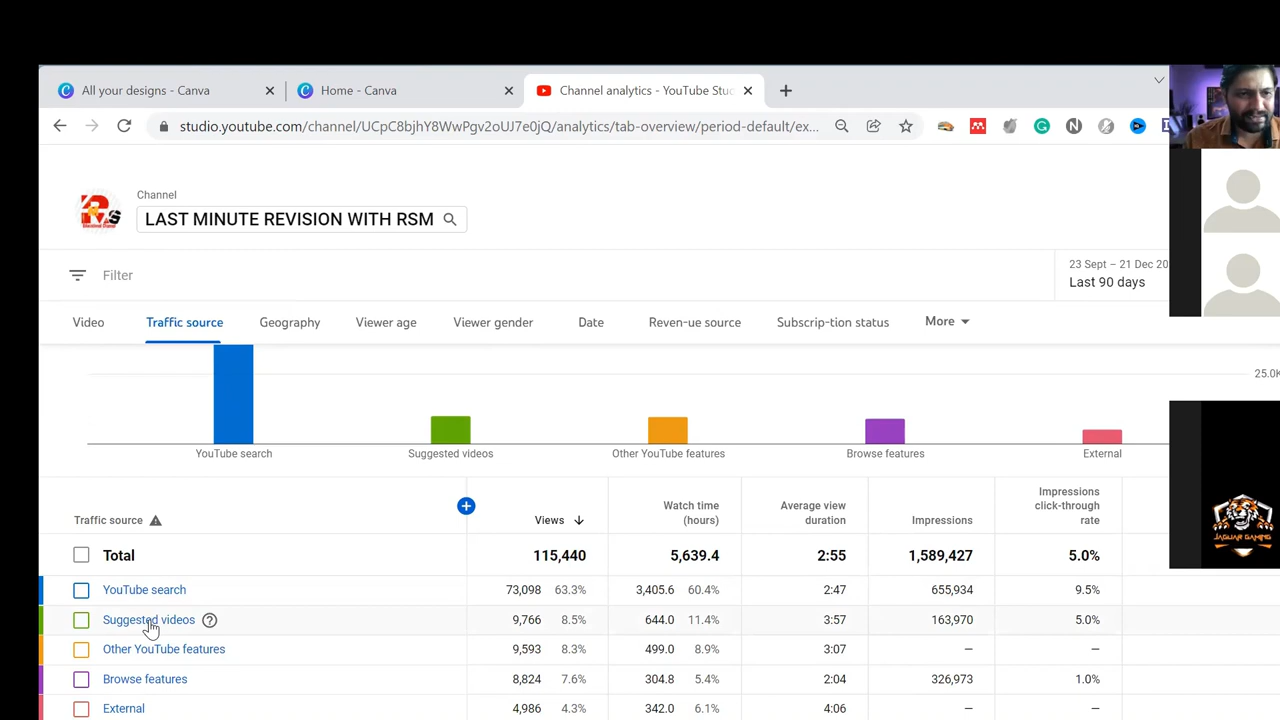 All your designs - Canva
Home - Canva
Channel analytics - YouTube Stu
studio.youtube.com/channel/UCpC8bjhY8WwPgv2oUJ7e0jQ/analytics/tab-overview/period-default/ex...
Channel
LAST MINUTE REVISION WITH RSM
Filter
23 Sept – 21 Dec 20
Last 90 days
Video Traffic source Geography Viewer age Viewer gender Date Reven-ue source Subscrip-tion status More
25.0K
YouTube search Suggested videos Other YouTube features Browse features External
Traffic source Views Watch time (hours) Average view duration Impressions Impressions click-through rate
Total 115,440 5,639.4 2:55 1,589,427 5.0%
YouTube search 73,098 63.3% 3,405.6 60.4% 2:47 655,934 9.5%
Suggested videos 9,766 8.5% 644.0 11.4% 3:57 163,970 5.0%
Other YouTube features 9,593 8.3% 499.0 8.9% 3:07 — —
Browse features 8,824 7.6% 304.8 5.4% 2:04 326,973 1.0%
External 4,986 4.3% 342.0 6.1% 4:06 — —
JAGUAR GAMING